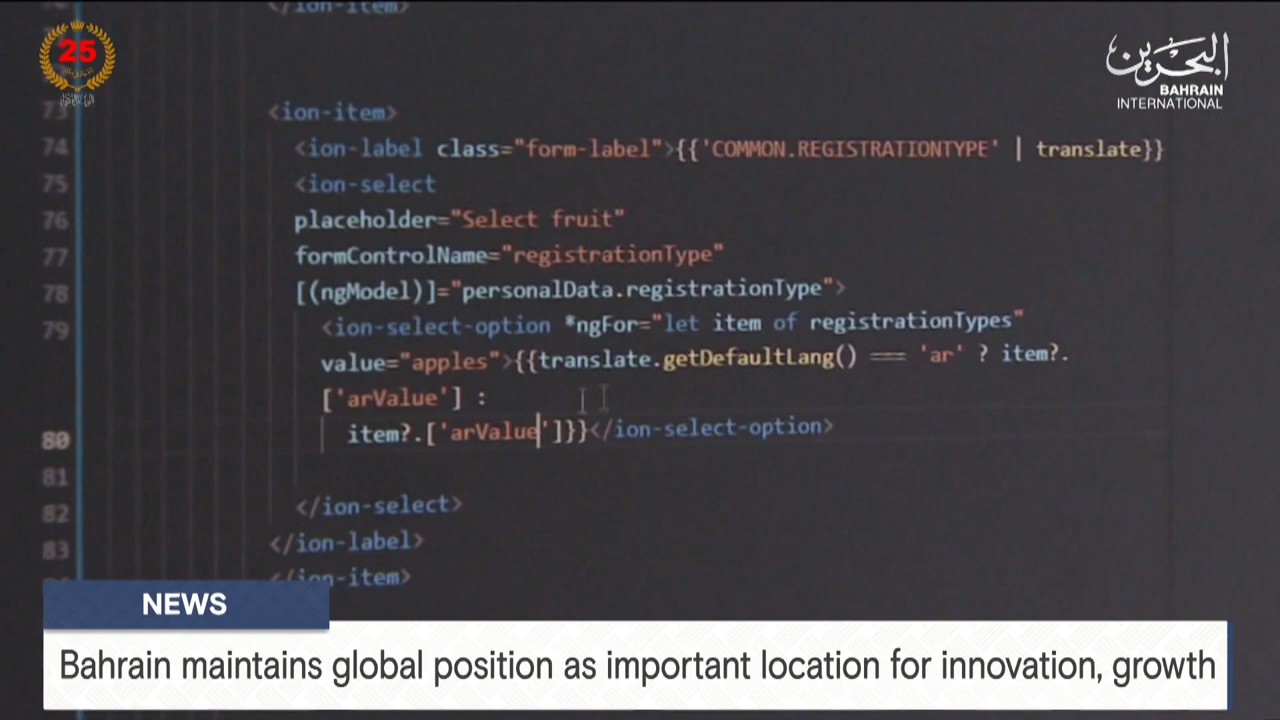 </ion-item>
25
البحرين
BAHRAIN
INTERNATIONAL
73 <ion-item>
74 <ion-label class="form-label">{{'COMMON.REGISTRATIONTYPE' | translate}}
75 <ion-select
76 placeholder="Select fruit"
77 formControlName="registrationType"
78 [(ngModel)]="personalData.registrationType">
79 <ion-select-option *ngFor="let item of registrationTypes"
value="apples">{{translate.getDefaultLang() === 'ar' ? item?.
['arValue'] :
80 item?.['arValue']}}</ion-select-option>
81
82 </ion-select>
83 </ion-label>
</ion-item>
NEWS
Bahrain maintains global position as important location for innovation, growth